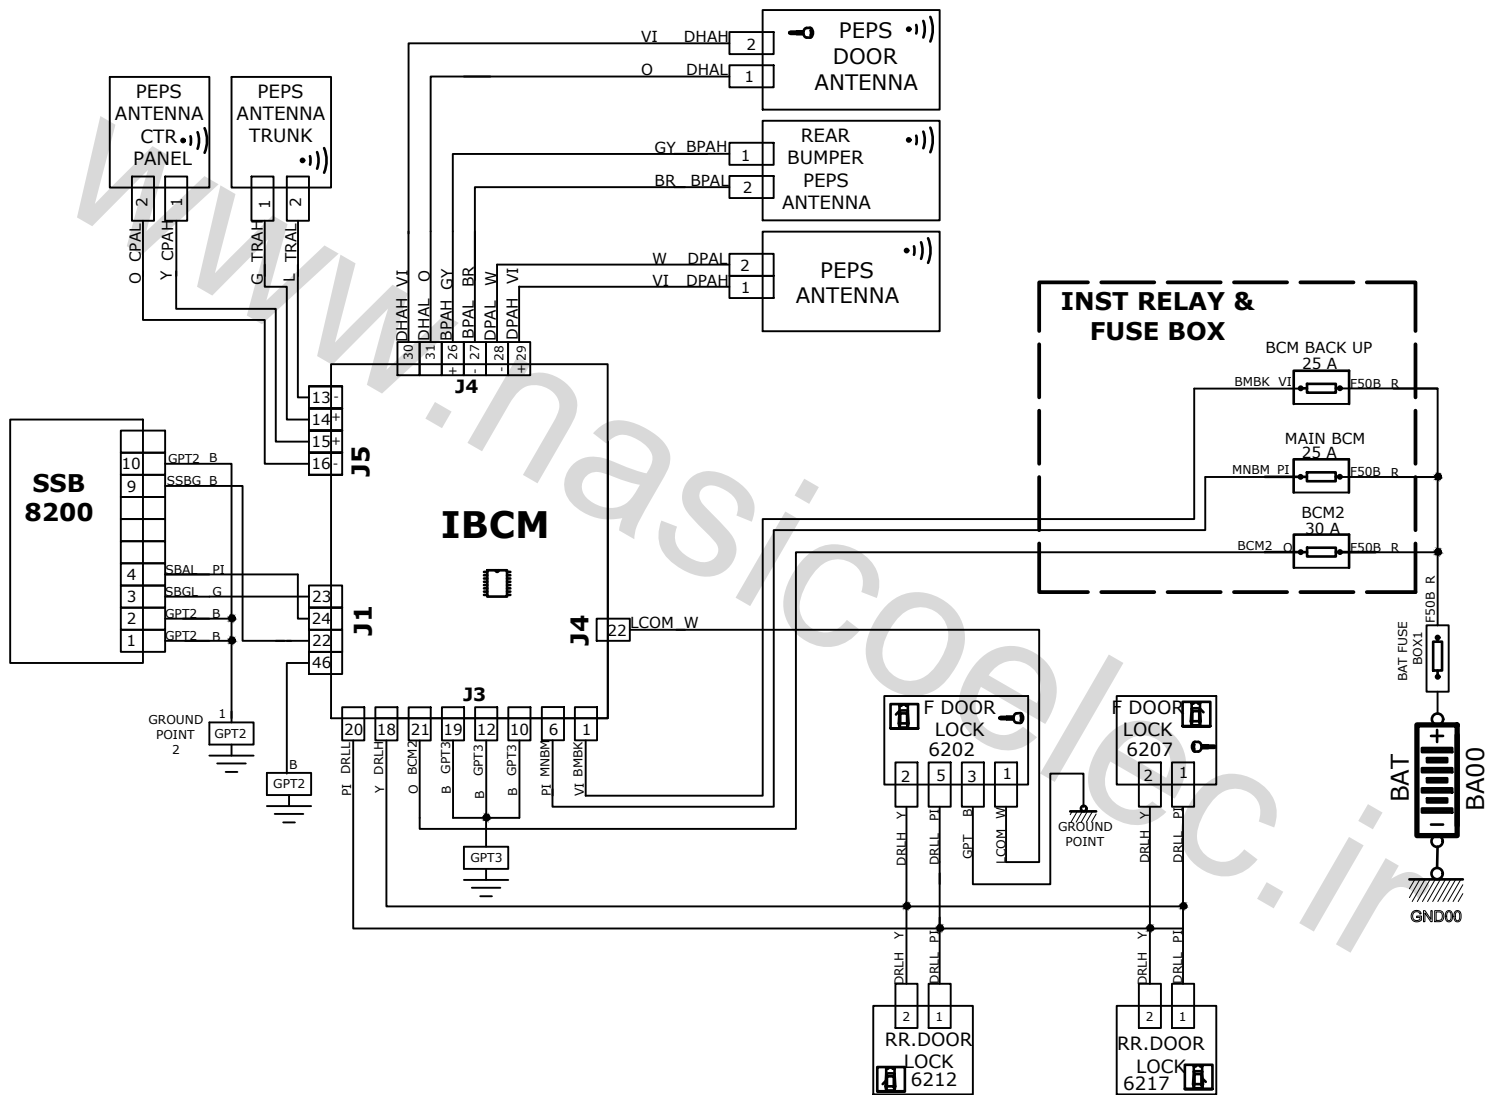 PEPS
DOOR
ANTENNA
VI DHAH 2
O DHAL 1
REAR
BUMPER
PEPS
ANTENNA
GY BPAH 1
BR BPAL 2
PEPS
ANTENNA
W DPAL 2
VI DPAH 1
PEPS
ANTENNA
CTR
PANEL
2 1
O CPAL
Y CPAH
PEPS
ANTENNA
TRUNK
1 2
G TRAH
L TRAL
DHAH VI
DHAL O
BPAH GY
BPAL BR
DPAL W
DPAH VI
30 31 26 27 28 29
+ - - +
J4
13 -
14 +
15 +
16 -
J5
SSB
8200
10 GPT2 B
9 SSBG B
4 SBAL PI
3 SBGL G
2 GPT2 B
1 GPT2 B
23
24
22
46
J1
IBCM
J4
22 LCOM W
J3
20 18 21 19 12 10 6 1
PI DRLL
Y DRLH
O BCM2
B GPT3
B GPT3
B GPT3
PI MNBM
VI BMBK
GROUND
POINT
2
1
GPT2
B
GPT2
GPT3
INST RELAY &
FUSE BOX
BCM BACK UP
25 A
BMBK VI F50B R
MAIN BCM
25 A
MNBM PI F50B R
BCM2
30 A
BCM2 O F50B R
F50B R
BAT FUSE
BOX1
BAT
+
-
BA00
GND00
F DOOR
LOCK
6202
2 5 3 1
DRLH Y
DRLL PI
GPT B
LCOM W
GROUND
POINT
F DOOR
LOCK
6207
2 1
DRLH Y
DRLL PI
DRLH Y
DRLL PI
2 1
RR.DOOR
LOCK
6212
DRLH Y
DRLL PI
2 1
RR.DOOR
LOCK
6217
www.nasicoelec.ir